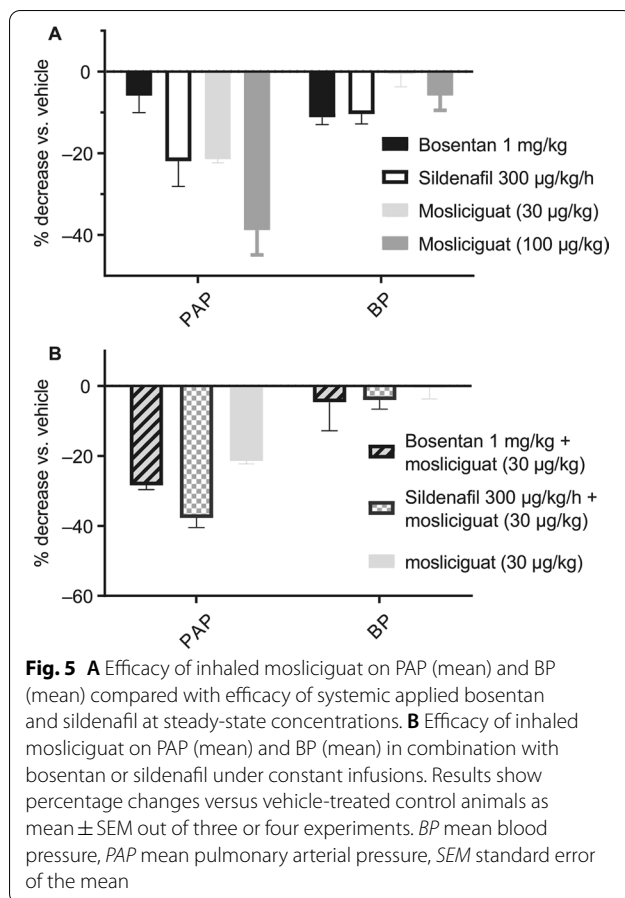 A
0
−20
−40
% decrease vs. vehicle
PAP
BP
Bosentan 1 mg/kg
Sildenafil 300 µg/kg/h
Mosliciguat (30 µg/kg)
Mosliciguat (100 µg/kg)
B
0
−20
−40
−60
% decrease vs. vehicle
PAP
BP
Bosentan 1 mg/kg +
mosliciguat (30 µg/kg)
Sildenafil 300 µg/kg/h +
mosliciguat (30 µg/kg)
mosliciguat (30 µg/kg)
Fig. 5 A Efficacy of inhaled mosliciguat on PAP (mean) and BP
(mean) compared with efficacy of systemic applied bosentan
and sildenafil at steady-state concentrations. B Efficacy of inhaled
mosliciguat on PAP (mean) and BP (mean) in combination with
bosentan or sildenafil under constant infusions. Results show
percentage changes versus vehicle-treated control animals as
mean ± SEM out of three or four experiments. BP mean blood
pressure, PAP mean pulmonary arterial pressure, SEM standard error
of the mean